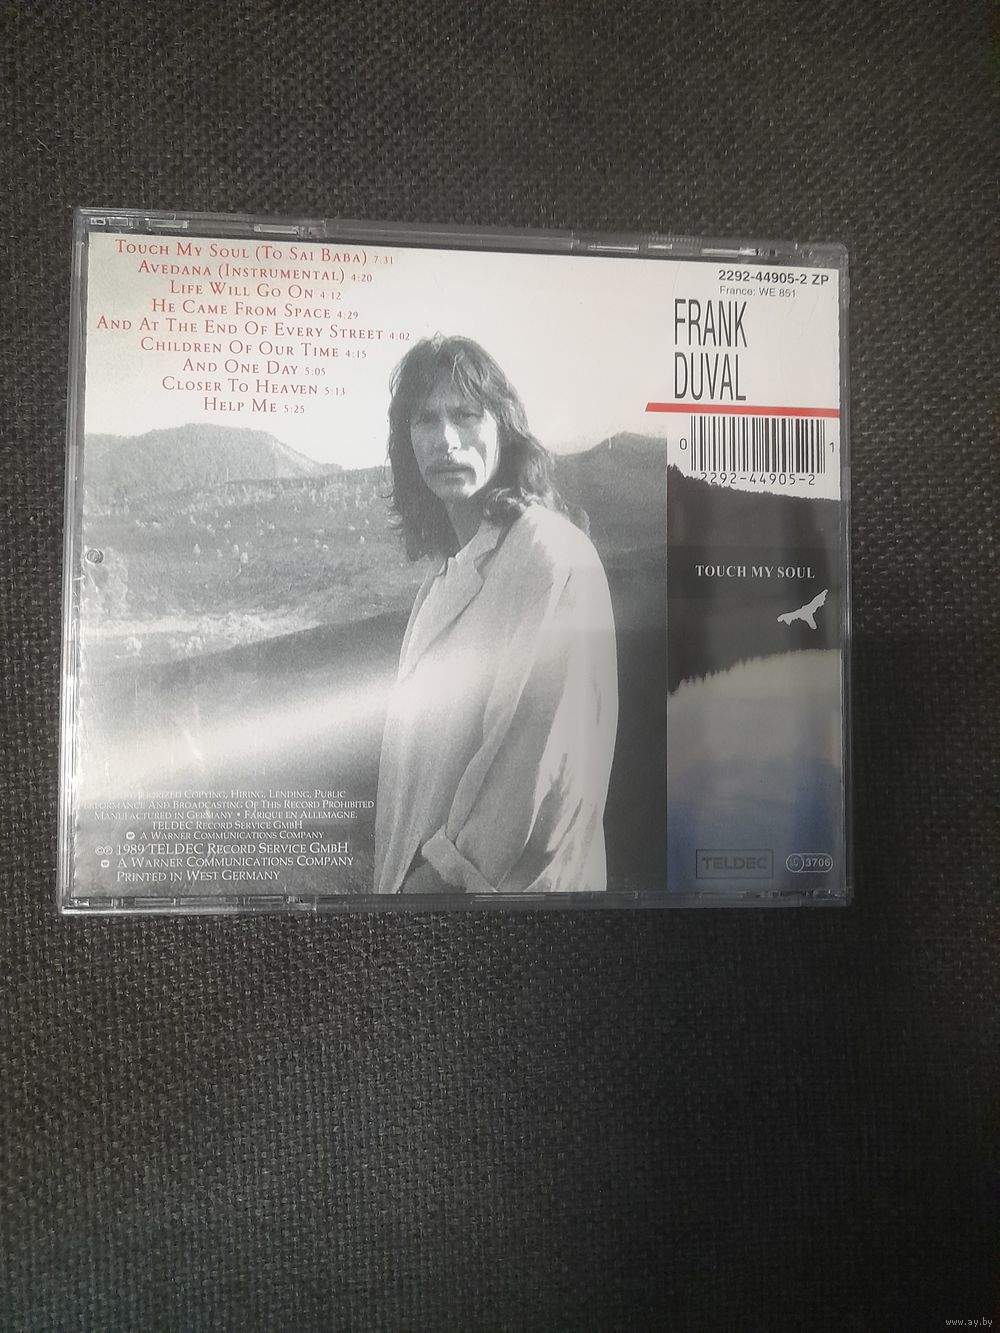 TOUCH MY SOUL (TO SAI BABA) 7:31
AVEDANA (INSTRUMENTAL) 4:20
LIFE WILL GO ON 4:12
HE CAME FROM SPACE 4:29
AND AT THE END OF EVERY STREET 4:02
CHILDREN OF OUR TIME 4:15
AND ONE DAY 5:05
CLOSER TO HEAVEN 5:13
HELP ME 5:25
2292-44905-2 ZP
France: WE 851
FRANK
DUVAL
0 1
2292-44905-2
TOUCH MY SOUL
COPYING, HIRING, LENDING, PUBLIC
PERFORMANCE AND BROADCASTING OF THIS RECORD PROHIBITED
MANUFACTURED IN GERMANY • FABRIQUÉ EN ALLEMAGNE.
TELDEC RECORD SERVICE GMBH
A WARNER COMMUNICATIONS COMPANY
©℗ 1989 TELDEC RECORD SERVICE GMBH
A WARNER COMMUNICATIONS COMPANY
PRINTED IN WEST GERMANY
TELDEC
LC 3706
www.ay.by